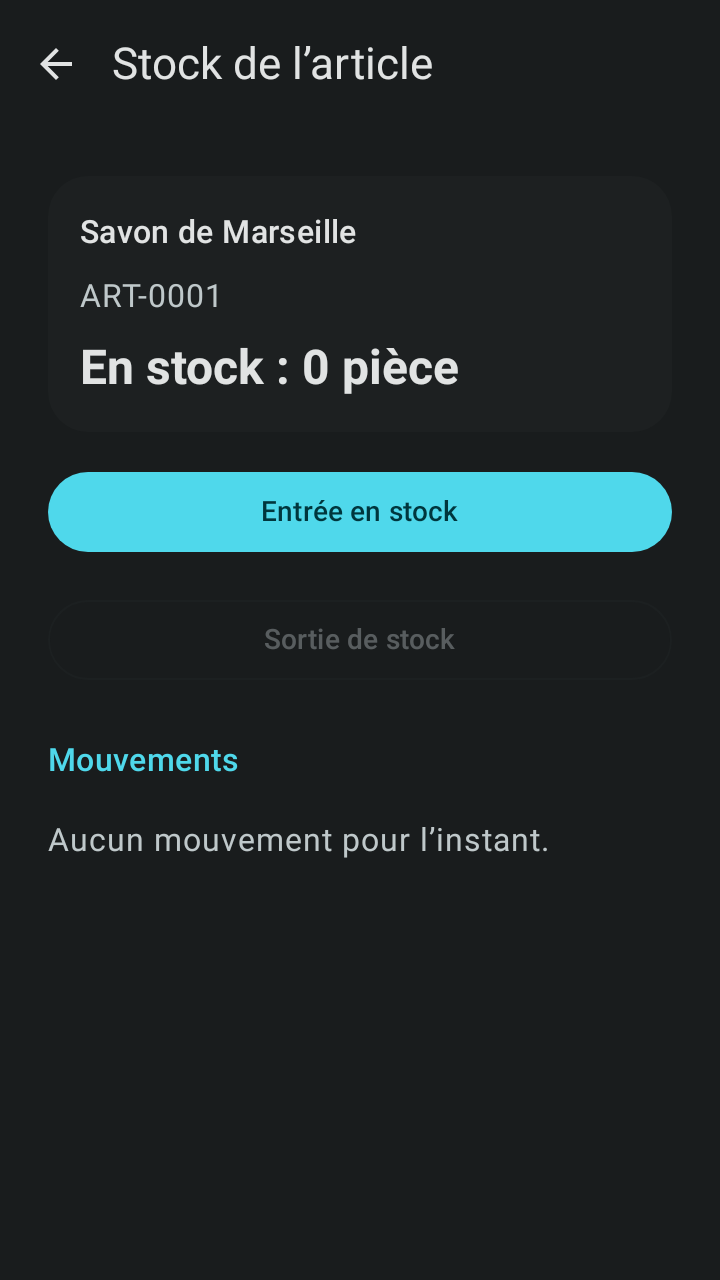 Stock de l’article
Savon de Marseille
ART-0001
En stock : 0 pièce
Entrée en stock
Sortie de stock
Mouvements
Aucun mouvement pour l’instant.